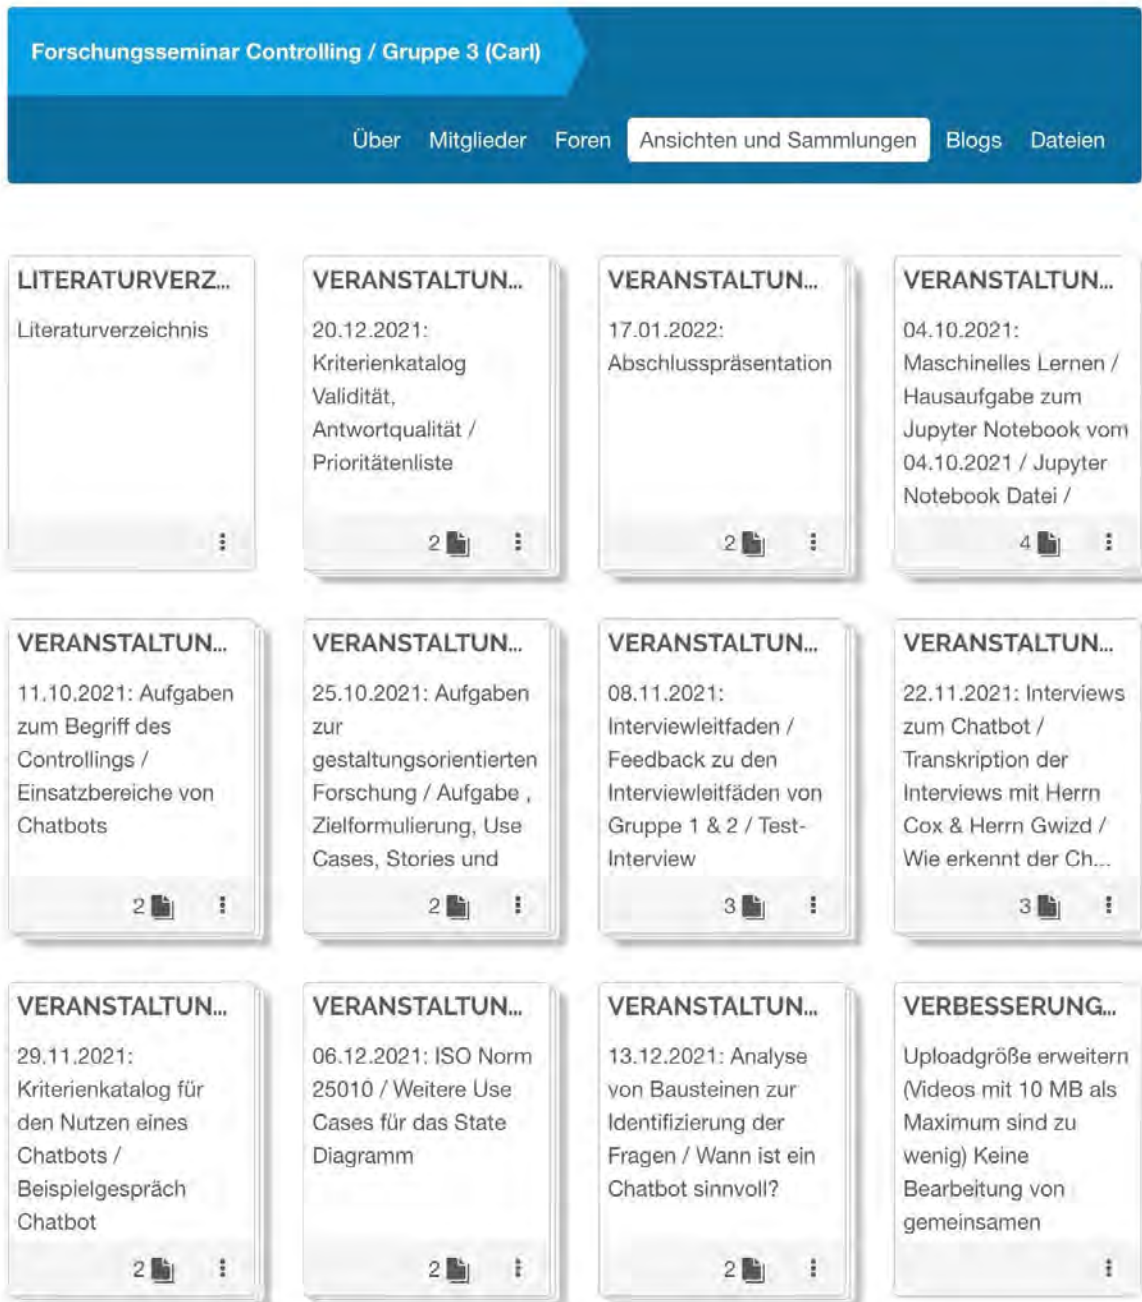 Forschungsseminar Controlling / Gruppe 3 (Carl)
Über Mitglieder Foren Ansichten und Sammlungen Blogs Dateien
LITERATURVERZ...
Literaturverzeichnis
VERANSTALTUN...
20.12.2021:
Kriterienkatalog
Validität,
Antwortqualität /
Prioritätenliste
2
VERANSTALTUN...
17.01.2022:
Abschlusspräsentation
2
VERANSTALTUN...
04.10.2021:
Maschinelles Lernen /
Hausaufgabe zum
Jupyter Notebook vom
04.10.2021 / Jupyter
Notebook Datei /
4
VERANSTALTUN...
11.10.2021: Aufgaben
zum Begriff des
Controllings /
Einsatzbereiche von
Chatbots
2
VERANSTALTUN...
25.10.2021: Aufgaben
zur
gestaltungsorientierten
Forschung / Aufgabe ,
Zielformulierung, Use
Cases, Stories und
2
VERANSTALTUN...
08.11.2021:
Interviewleitfaden /
Feedback zu den
Interviewleitfäden von
Gruppe 1 & 2 / Test-
Interview
3
VERANSTALTUN...
22.11.2021: Interviews
zum Chatbot /
Transkription der
Interviews mit Herrn
Cox & Herrn Gwizd /
Wie erkennt der Ch...
3
VERANSTALTUN...
29.11.2021:
Kriterienkatalog für
den Nutzen eines
Chatbots /
Beispielgespräch
Chatbot
2
VERANSTALTUN...
06.12.2021: ISO Norm
25010 / Weitere Use
Cases für das State
Diagramm
2
VERANSTALTUN...
13.12.2021: Analyse
von Bausteinen zur
Identifizierung der
Fragen / Wann ist ein
Chatbot sinnvoll?
2
VERBESSERUNG...
Uploadgröße erweitern
(Videos mit 10 MB als
Maximum sind zu
wenig) Keine
Bearbeitung von
gemeinsamen